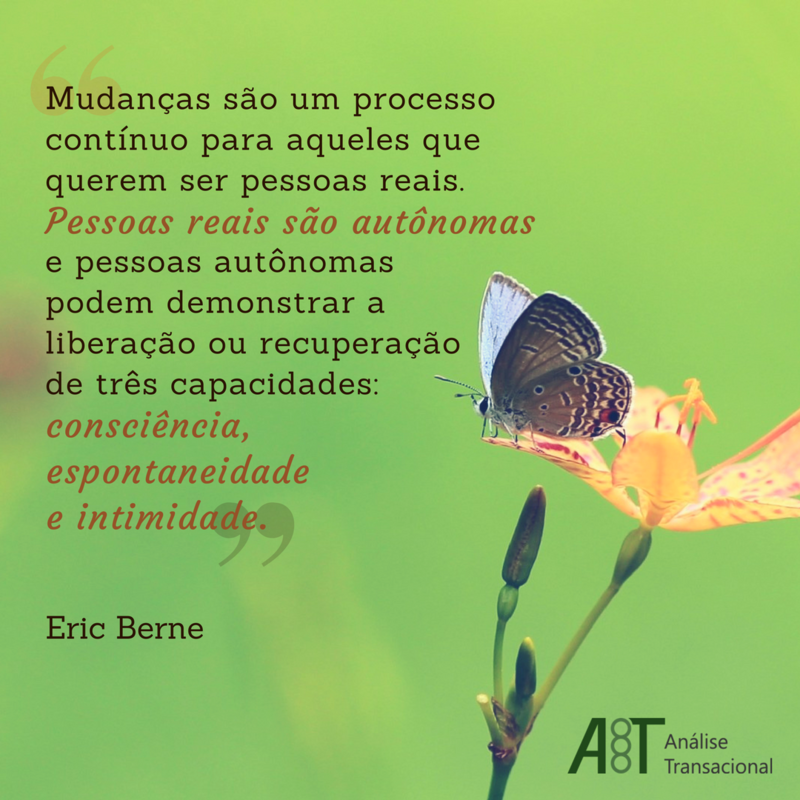 “Mudanças são um processo
contínuo para aqueles que
querem ser pessoas reais.
Pessoas reais são autônomas
e pessoas autônomas
podem demonstrar a
liberação ou recuperação
de três capacidades:
consciência,
espontaneidade
e intimidade.”
Eric Berne
A8T Análise
Transacional